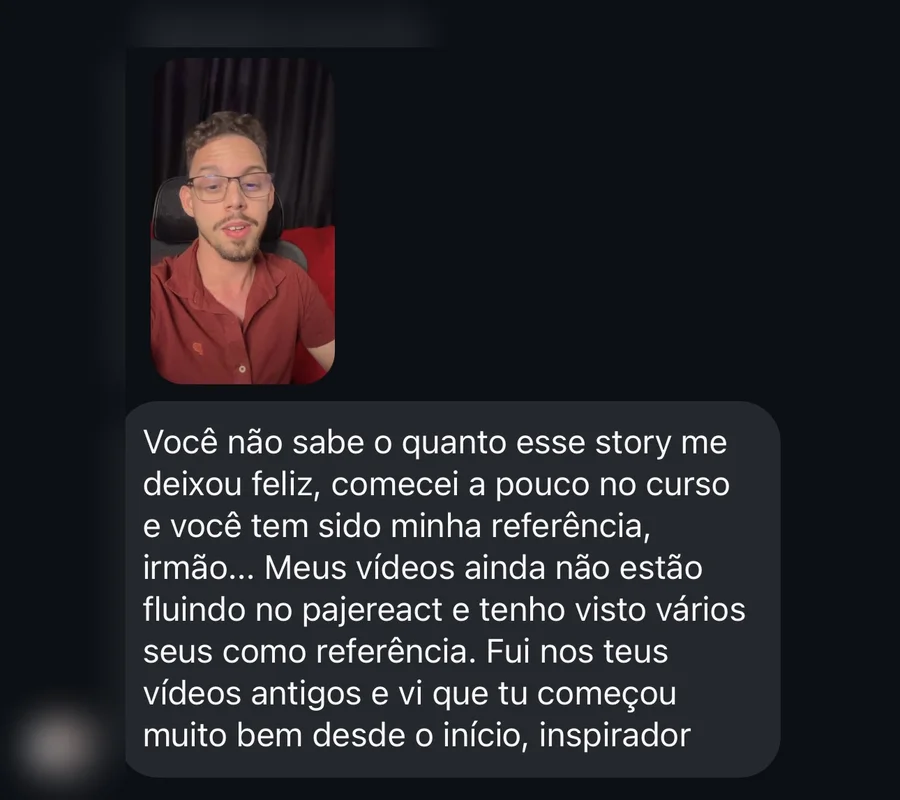 Você não sabe o quanto esse story me
deixou feliz, comecei a pouco no curso
e você tem sido minha referência,
irmão... Meus vídeos ainda não estão
fluindo no pajereact e tenho visto vários
seus como referência. Fui nos teus
vídeos antigos e vi que tu começou
muito bem desde o início, inspirador